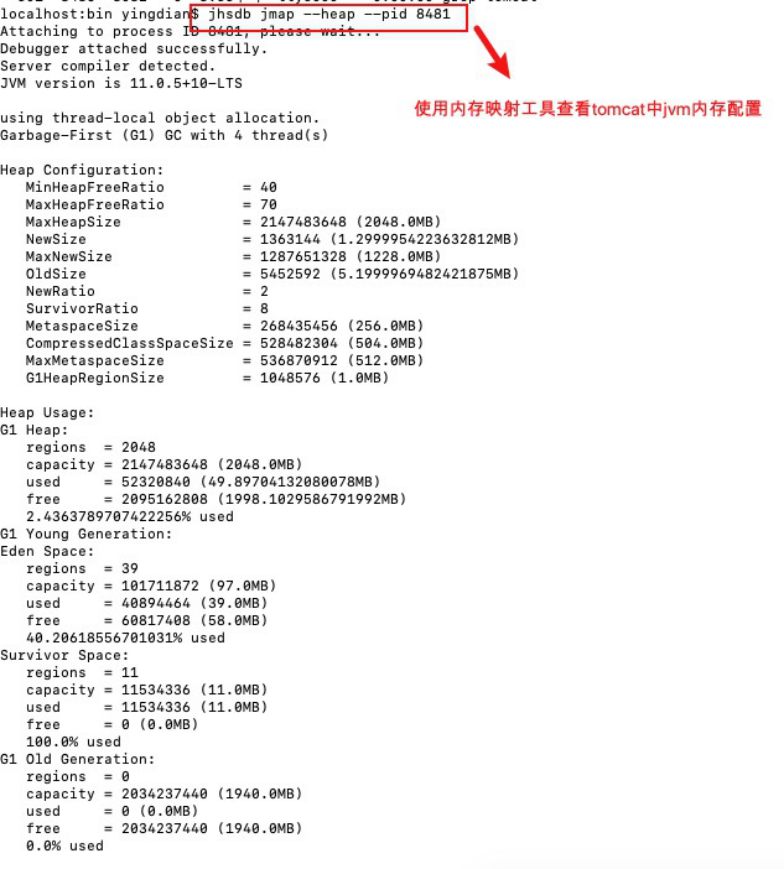 localhost:bin yingdian$ jhsdb jmap --heap --pid 8481
Attaching to process ID 8481, please wait...
Debugger attached successfully.
Server compiler detected.
JVM version is 11.0.5+10-LTS
使用内存映射工具查看tomcat中jvm内存配置
using thread-local object allocation.
Garbage-First (G1) GC with 4 thread(s)
Heap Configuration:
MinHeapFreeRatio = 40
MaxHeapFreeRatio = 70
MaxHeapSize = 2147483648 (2048.0MB)
NewSize = 1363144 (1.2999954223632812MB)
MaxNewSize = 1287651328 (1228.0MB)
OldSize = 5452592 (5.1999969482421875MB)
NewRatio = 2
SurvivorRatio = 8
MetaspaceSize = 268435456 (256.0MB)
CompressedClassSpaceSize = 528482304 (504.0MB)
MaxMetaspaceSize = 536870912 (512.0MB)
G1HeapRegionSize = 1048576 (1.0MB)
Heap Usage:
G1 Heap:
regions = 2048
capacity = 2147483648 (2048.0MB)
used = 52320840 (49.89704132080078MB)
free = 2095162808 (1998.1029586791992MB)
2.4363789707422256% used
G1 Young Generation:
Eden Space:
regions = 39
capacity = 101711872 (97.0MB)
used = 40894464 (39.0MB)
free = 60817408 (58.0MB)
40.20618556701031% used
Survivor Space:
regions = 11
capacity = 11534336 (11.0MB)
used = 11534336 (11.0MB)
free = 0 (0.0MB)
100.0% used
G1 Old Generation:
regions = 0
capacity = 2034237440 (1940.0MB)
used = 0 (0.0MB)
free = 2034237440 (1940.0MB)
0.0% used